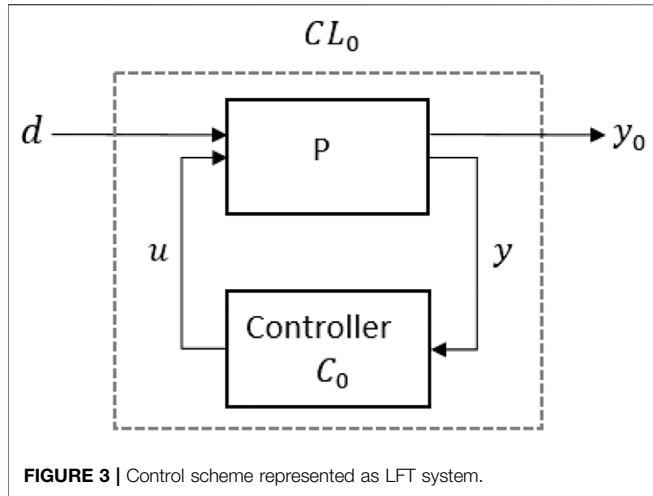 CL₀
d
P
y₀
u
y
Controller
C₀
FIGURE 3 | Control scheme represented as LFT system.